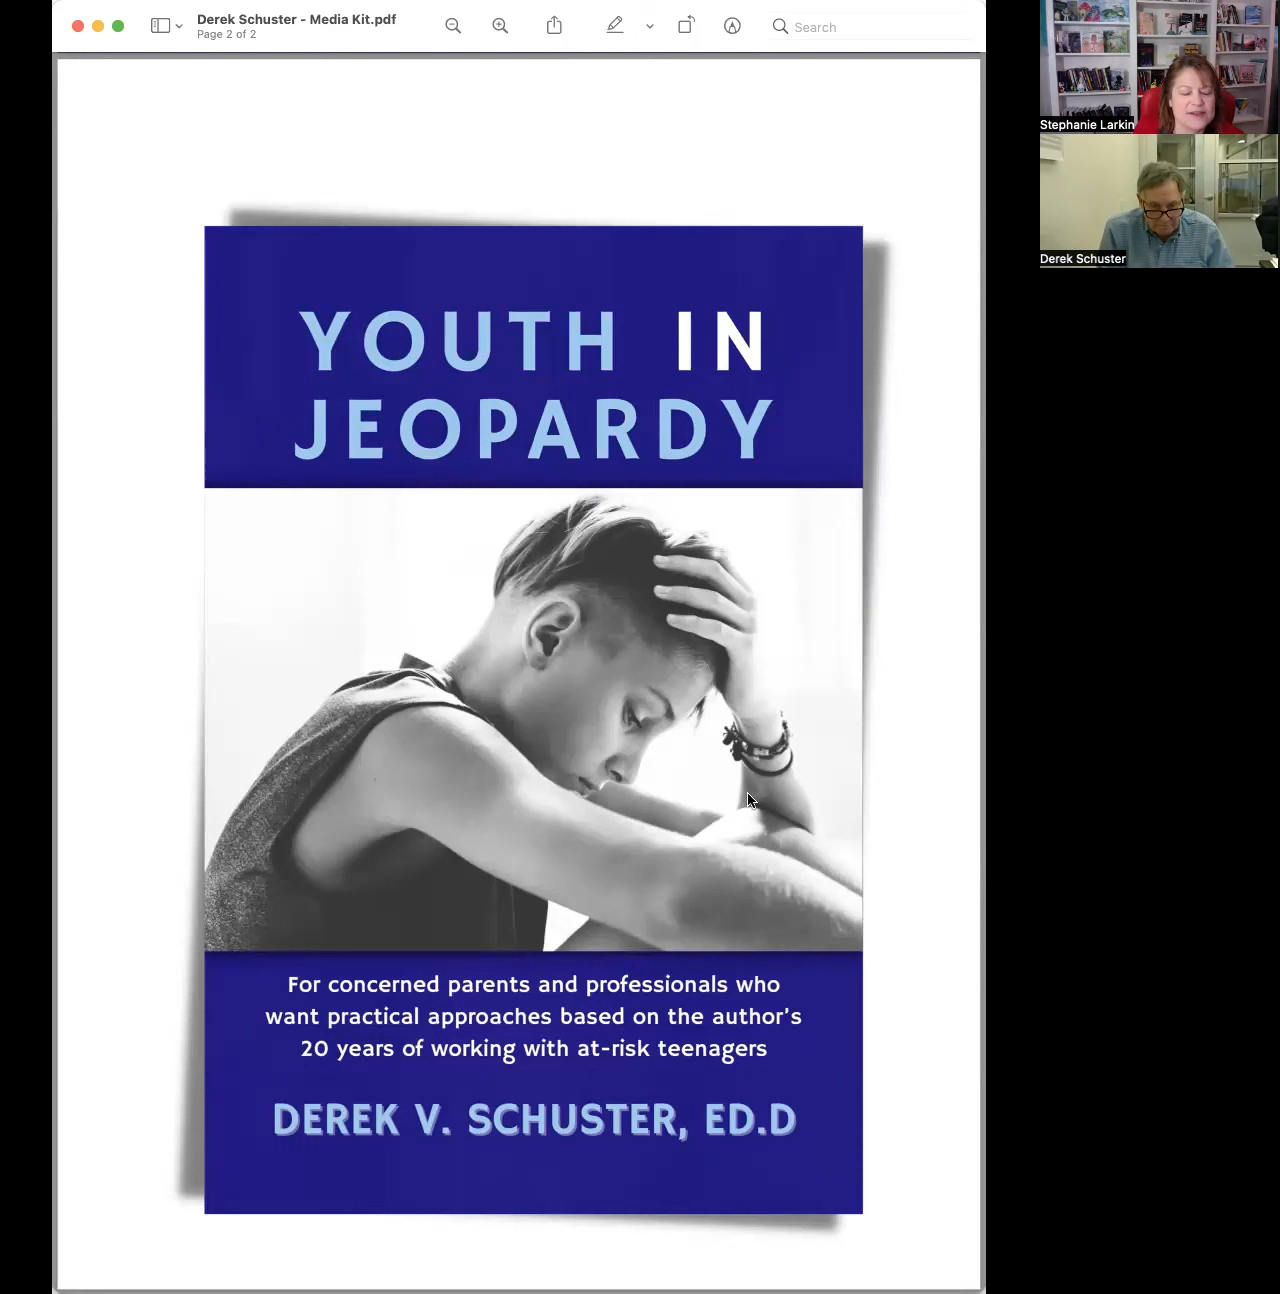 Derek Schuster - Media Kit.pdf
Page 2 of 2
Search
Stephanie Larkin
Derek Schuster
YOUTH IN
JEOPARDY
For concerned parents and professionals who
want practical approaches based on the author's
20 years of working with at-risk teenagers
DEREK V. SCHUSTER, ED.D